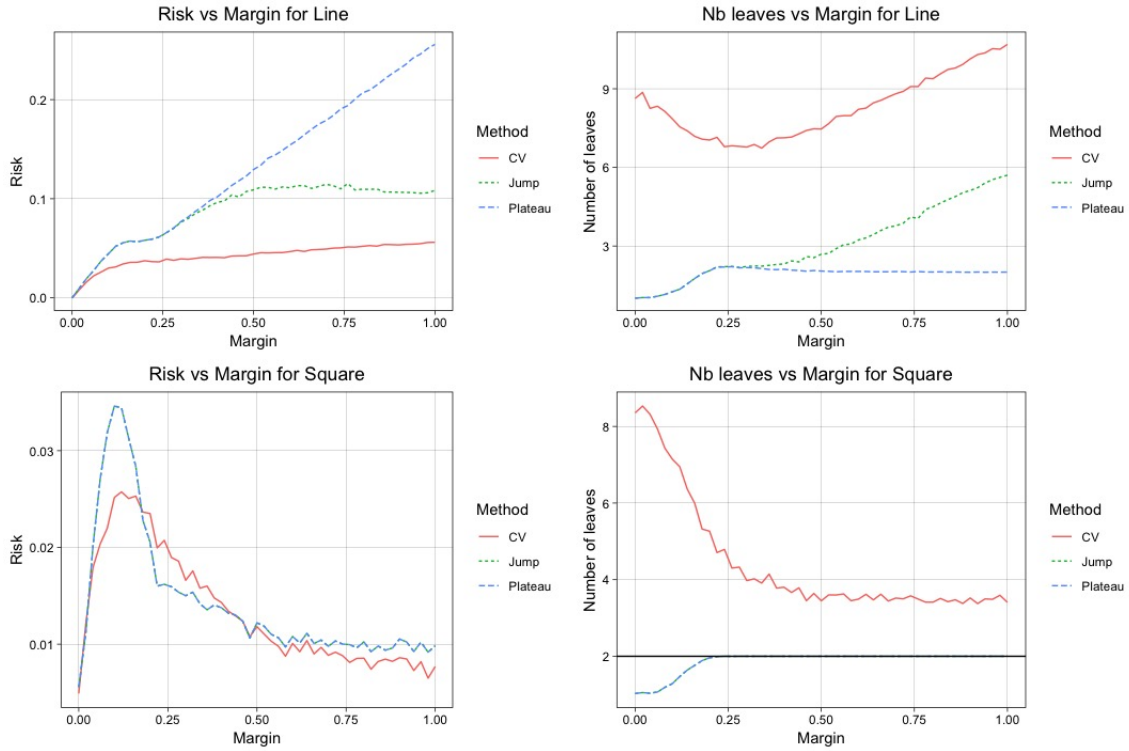 Risk vs Margin for Line
Risk
0.2
0.1
0.0
0.00 0.25 0.50 0.75 1.00
Margin
Method
CV
Jump
Plateau
Nb leaves vs Margin for Line
Number of leaves
9
6
3
0.00 0.25 0.50 0.75 1.00
Margin
Method
CV
Jump
Plateau
Risk vs Margin for Square
Risk
0.03
0.02
0.01
0.00 0.25 0.50 0.75 1.00
Margin
Method
CV
Jump
Plateau
Nb leaves vs Margin for Square
Number of leaves
8
6
4
2
0.00 0.25 0.50 0.75 1.00
Margin
Method
CV
Jump
Plateau